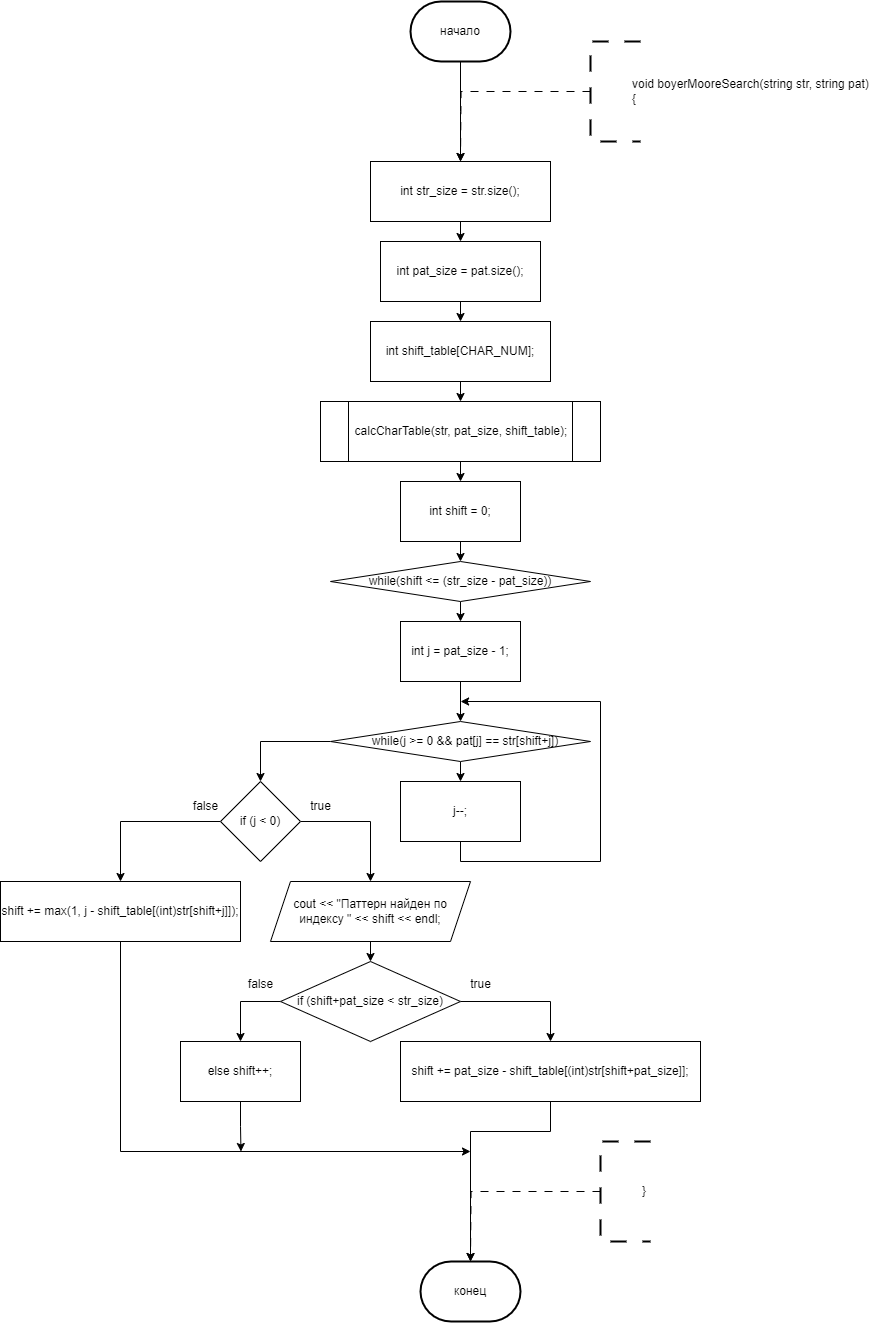 начало
void boyerMooreSearch(string str, string pat)
{
int str_size = str.size();
int pat_size = pat.size();
int shift_table[CHAR_NUM];
calcCharTable(str, pat_size, shift_table);
int shift = 0;
while(shift <= (str_size - pat_size))
int j = pat_size - 1;
while(j >= 0 && pat[j] == str[shift+j])
false
true
if (j < 0)
j--;
shift += max(1, j - shift_table[(int)str[shift+j]]);
cout << "Паттерн найден по
индексу " << shift << endl;
false
true
if (shift+pat_size < str_size)
else shift++;
shift += pat_size - shift_table[(int)str[shift+pat_size]];
}
конец